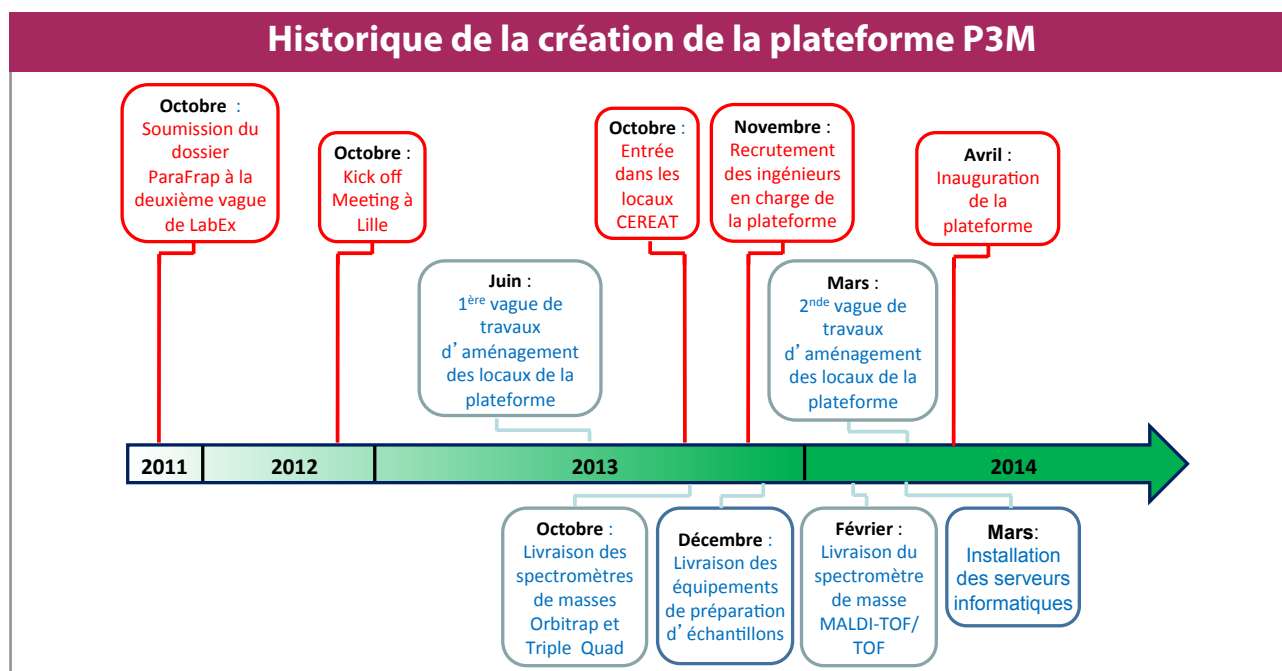 Historique de la création de la plateforme P3M
Octobre :
Soumission du
dossier
ParaFrap à la
deuxième vague
de LabEx
Octobre :
Kick off
Meeting à
Lille
Octobre :
Entrée
dans les
locaux
CEREAT
Novembre :
Recrutement
des ingénieurs
en charge de
la plateforme
Avril :
Inauguration
de la
plateforme
Juin :
1ère vague de
travaux
d' aménagement
des locaux de la
plateforme
Mars :
2nde vague de
travaux
d' aménagement
des locaux de la
plateforme
2011
2012
2013
2014
Octobre :
Livraison des
spectromètres
de masses
Orbitrap et
Triple Quad
Décembre :
Livraison des
équipements
de préparation
d' échantillons
Février :
Livraison du
spectromètre
de masse
MALDI-TOF/
TOF
Mars:
Installation
des serveurs
informatiques